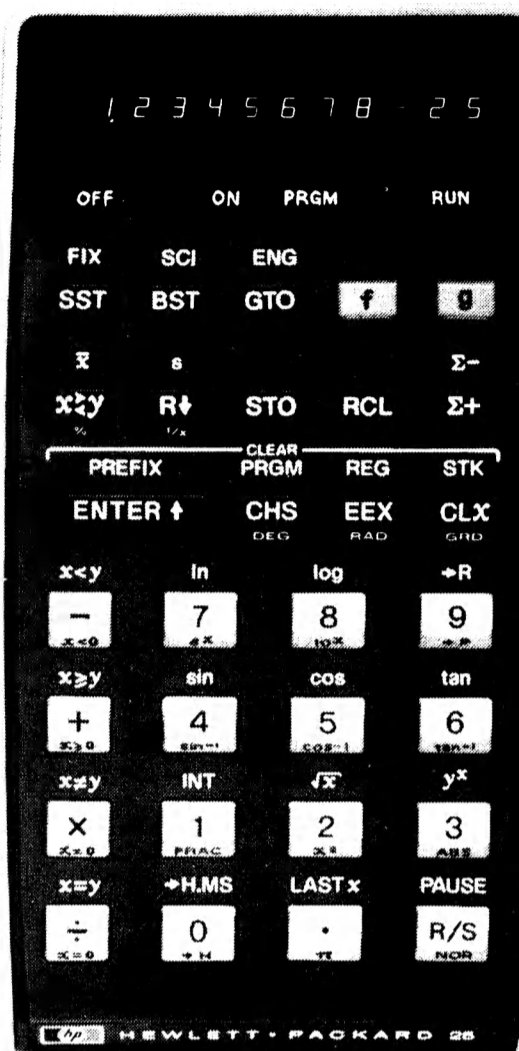 1.2345678-25
OFF ON PRGM RUN
FIX SCI ENG
SST BST GTO f g
x̄ s Σ−
x≷y R↓ STO RCL Σ+
% 1/x
CLEAR
PREFIX PRGM REG STK
ENTER↑ CHS EEX CLX
DEG RAD GRD
x<y ln log →R
− 7 8 9
x<0 eˣ 10ˣ →P
x≥y sin cos tan
+ 4 5 6
x≥0 sin⁻¹ cos⁻¹ tan⁻¹
x≠y INT √x yˣ
× 1 2 3
x≠0 FRAC x² ABS
x=y →H.MS LAST x PAUSE
÷ 0 · R/S
x=0 →H π NOR
hp HEWLETT·PACKARD 25